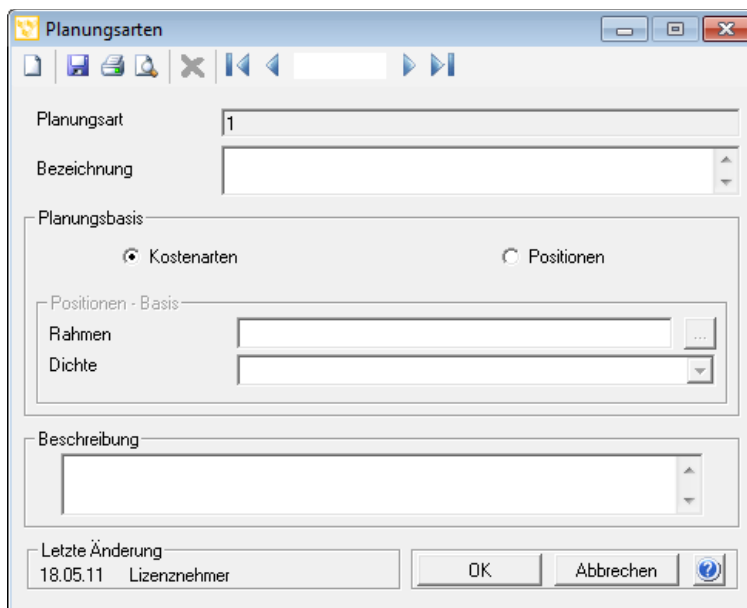 Planungsarten
Planungsart 1
Bezeichnung
Planungsbasis
Kostenarten Positionen
Positionen - Basis
Rahmen ...
Dichte
Beschreibung
Letzte Änderung
18.05.11 Lizenznehmer
OK Abbrechen ?